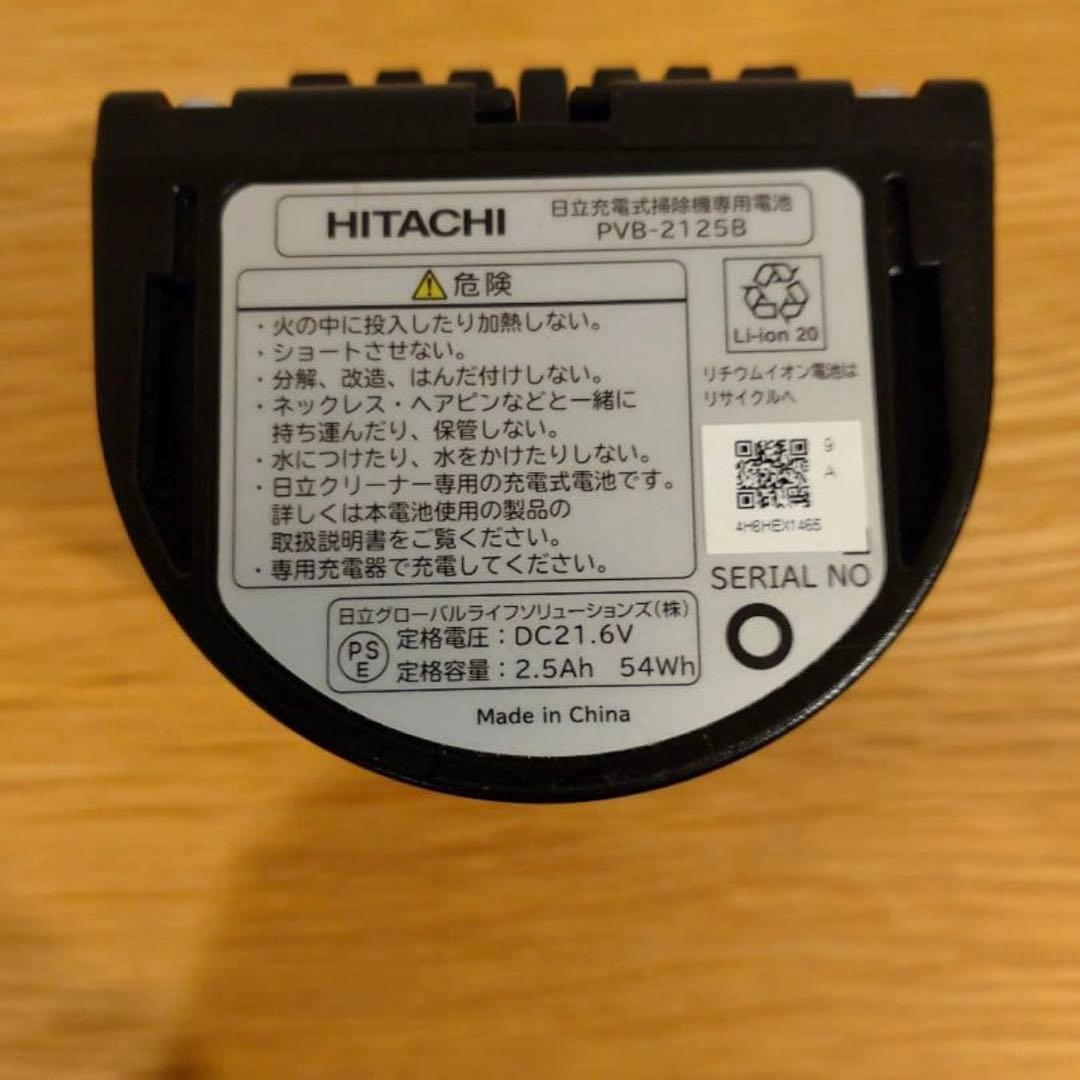 HITACHI
日立充電式掃除機専用電池
PVB-2125B
危険
・火の中に投入したり加熱しない。
・ショートさせない。
・分解、改造、はんだ付けしない。
・ネックレス・ヘアピンなどと一緒に
持ち運んだり、保管しない。
・水につけたり、水をかけたりしない。
・日立クリーナー専用の充電式電池です。
詳しくは本電池使用の製品の
取扱説明書をご覧ください。
・専用充電器で充電してください。
Li-ion 20
リチウムイオン電池は
リサイクルへ
9
A
4H6HEX1465
SERIAL NO
日立グローバルライフソリューションズ(株)
PS
E
定格電圧：DC21.6V
定格容量：2.5Ah 54Wh
Made in China